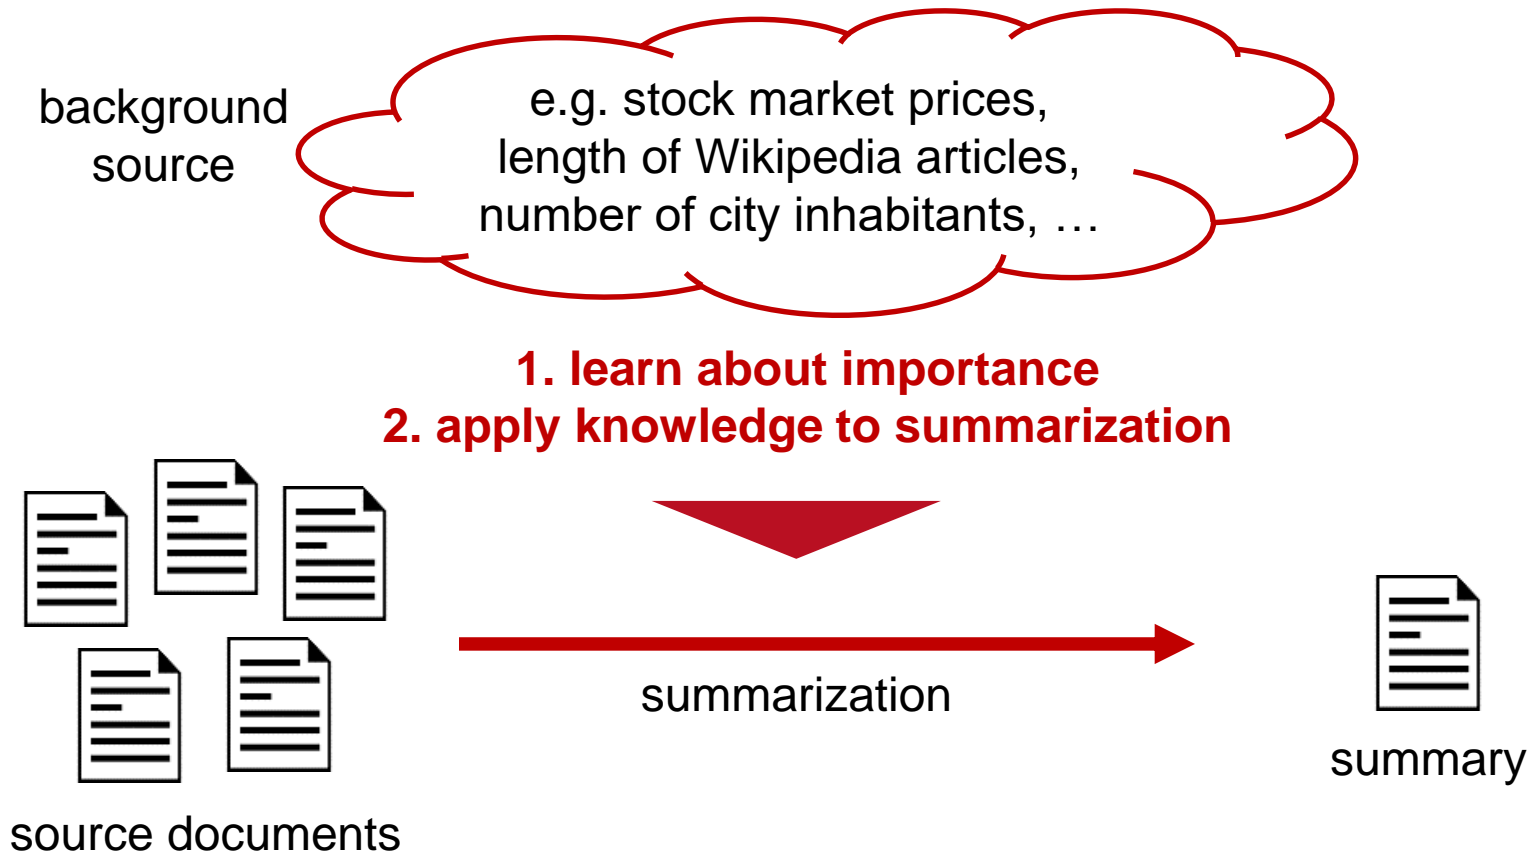 background
source
e.g. stock market prices,
length of Wikipedia articles,
number of city inhabitants, …
1. learn about importance
2. apply knowledge to summarization
summarization
summary
source documents